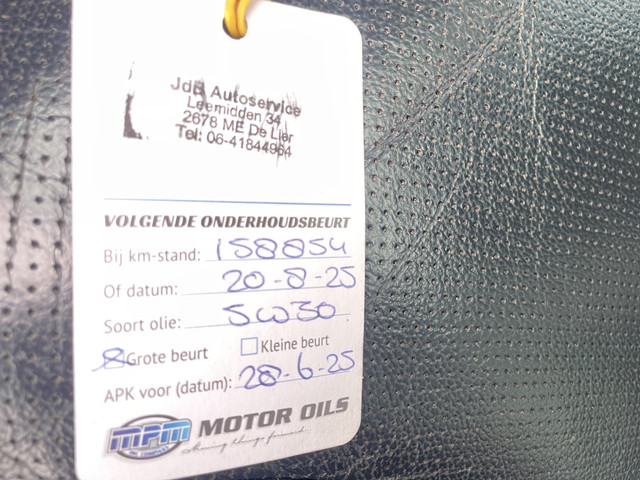 JdB Autoservice
Leemidden 34
2678 ME De Lier
Tel: 06-41844964
VOLGENDE ONDERHOUDSBEURT
Bij km-stand: 158854
Of datum: 20-8-25
Soort olie: 5W30
Grote beurt Kleine beurt
APK voor (datum): 28-6-25
MPM MOTOR OILS